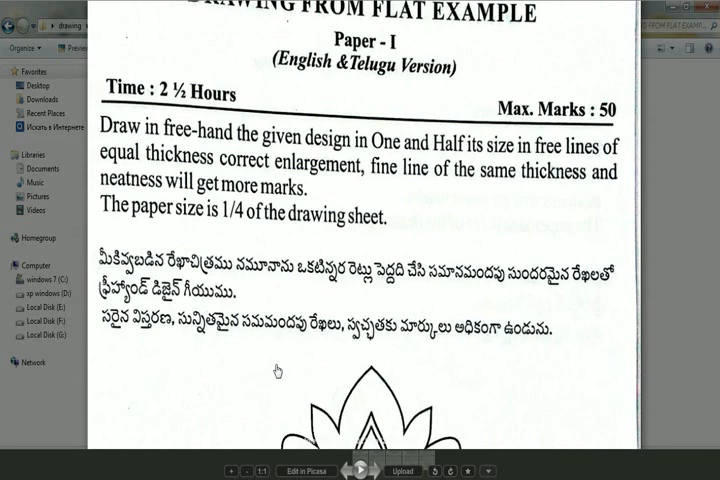 DRAWING FROM FLAT EXAMPLE
Paper - I
(English &Telugu Version)
Time : 2 ½ Hours
Max. Marks : 50
Draw in free-hand the given design in One and Half its size in free lines of
equal thickness correct enlargement, fine line of the same thickness and
neatness will get more marks.
The paper size is 1/4 of the drawing sheet.
మీకివ్వబడిన రేఖాచిత్రము నమూనాను ఒకటిన్నర రెట్లు పెద్దది చేసి సమానమందపు సుందరమైన రేఖలతో
ఫ్రీహ్యాండ్ డిజైన్ గీయుము.
సరైన విస్తరణ, సున్నితమైన సమమందపు రేఖలు, స్వచ్ఛతకు మార్కులు అధికంగా ఉండును.
drawing
Organize
Preview
Favorites
Desktop
Downloads
Recent Places
Искать в Интернете
Libraries
Documents
Music
Pictures
Videos
Homegroup
Computer
windows 7 (C:)
xp windows (D:)
Local Disk (E:)
Local Disk (F:)
Local Disk (G:)
Network
1:1
Edit in Picasa
Upload